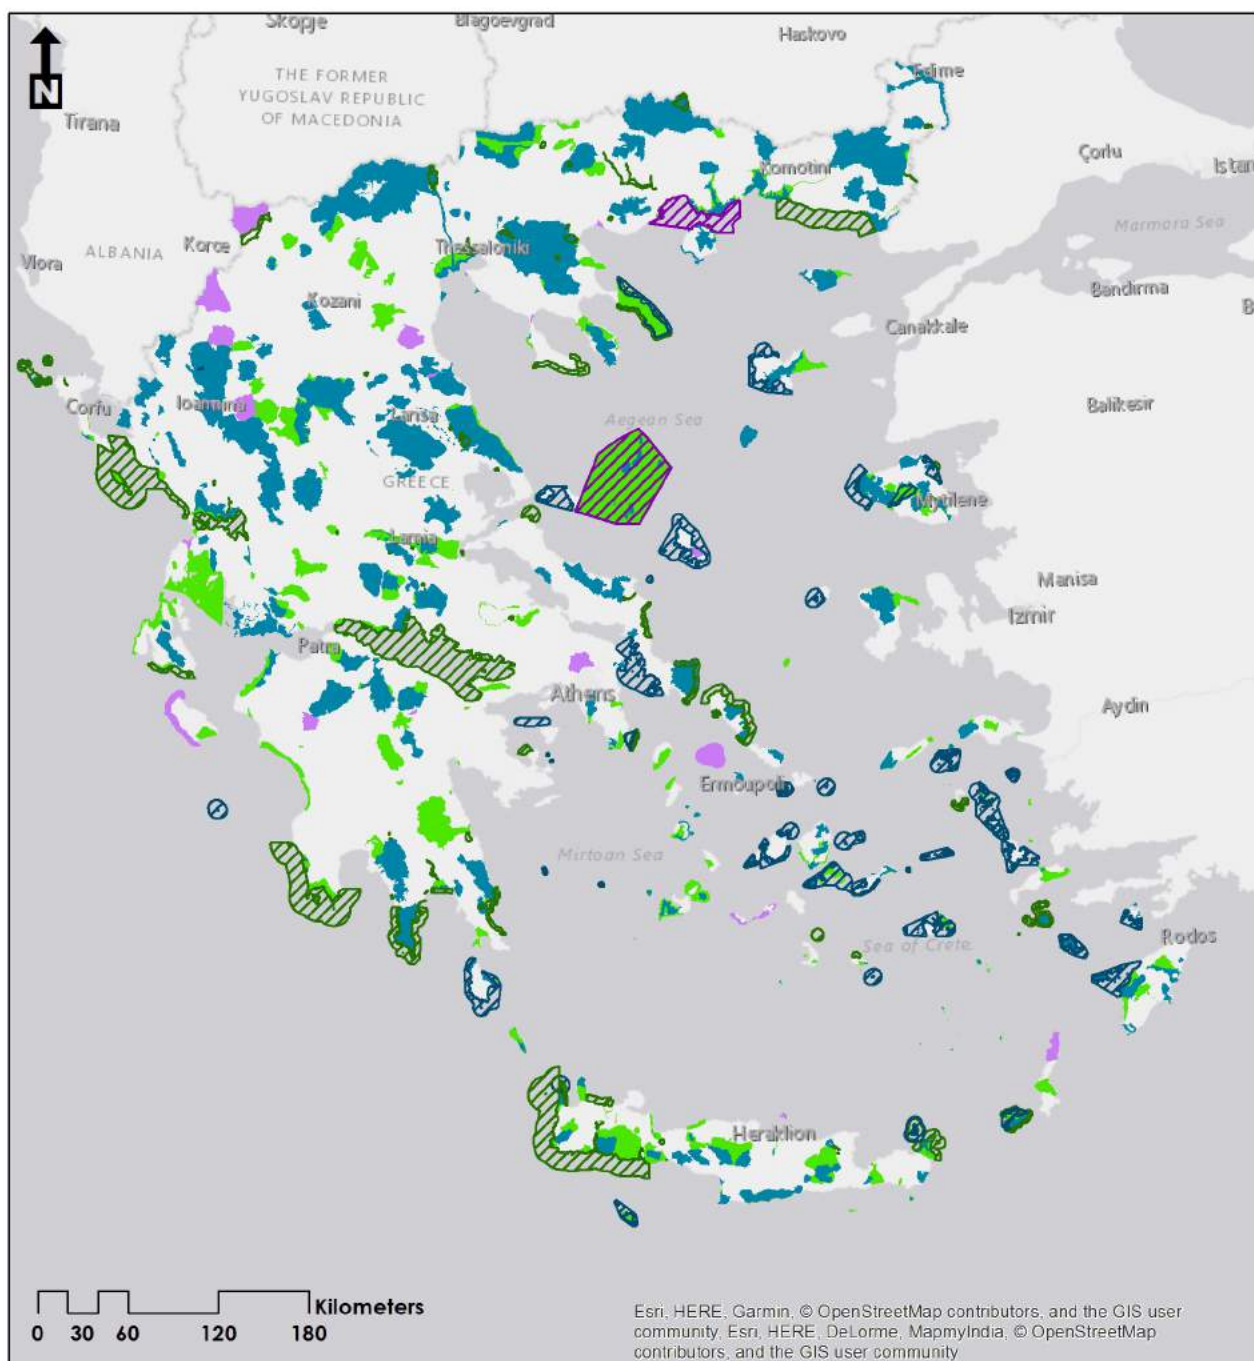 Skopje
Blagoevgrad
Haskovo
N
Edirne
THE FORMER
YUGOSLAV REPUBLIC
OF MACEDONIA
Tirana
Çorlu
Komotini
Istan
Marmara Sea
Korçe
Thessaloniki
ALBANIA
Vlora
Kozani
Bandirma
B
Canakkale
Corfu
Ioannina
Larisa
Aegean Sea
Balikesir
GREECE
Mytilene
Lamia
Manisa
Izmir
Patra
Athens
Aydin
Ermoupoli
Mirtoan Sea
Sea of Crete
Rodos
Heraklion
Kilometers
0 30 60 120 180
Esri, HERE, Garmin, © OpenStreetMap contributors, and the GIS user
community, Esri, HERE, DeLorme, MapmyIndia, © OpenStreetMap
contributors, and the GIS user community